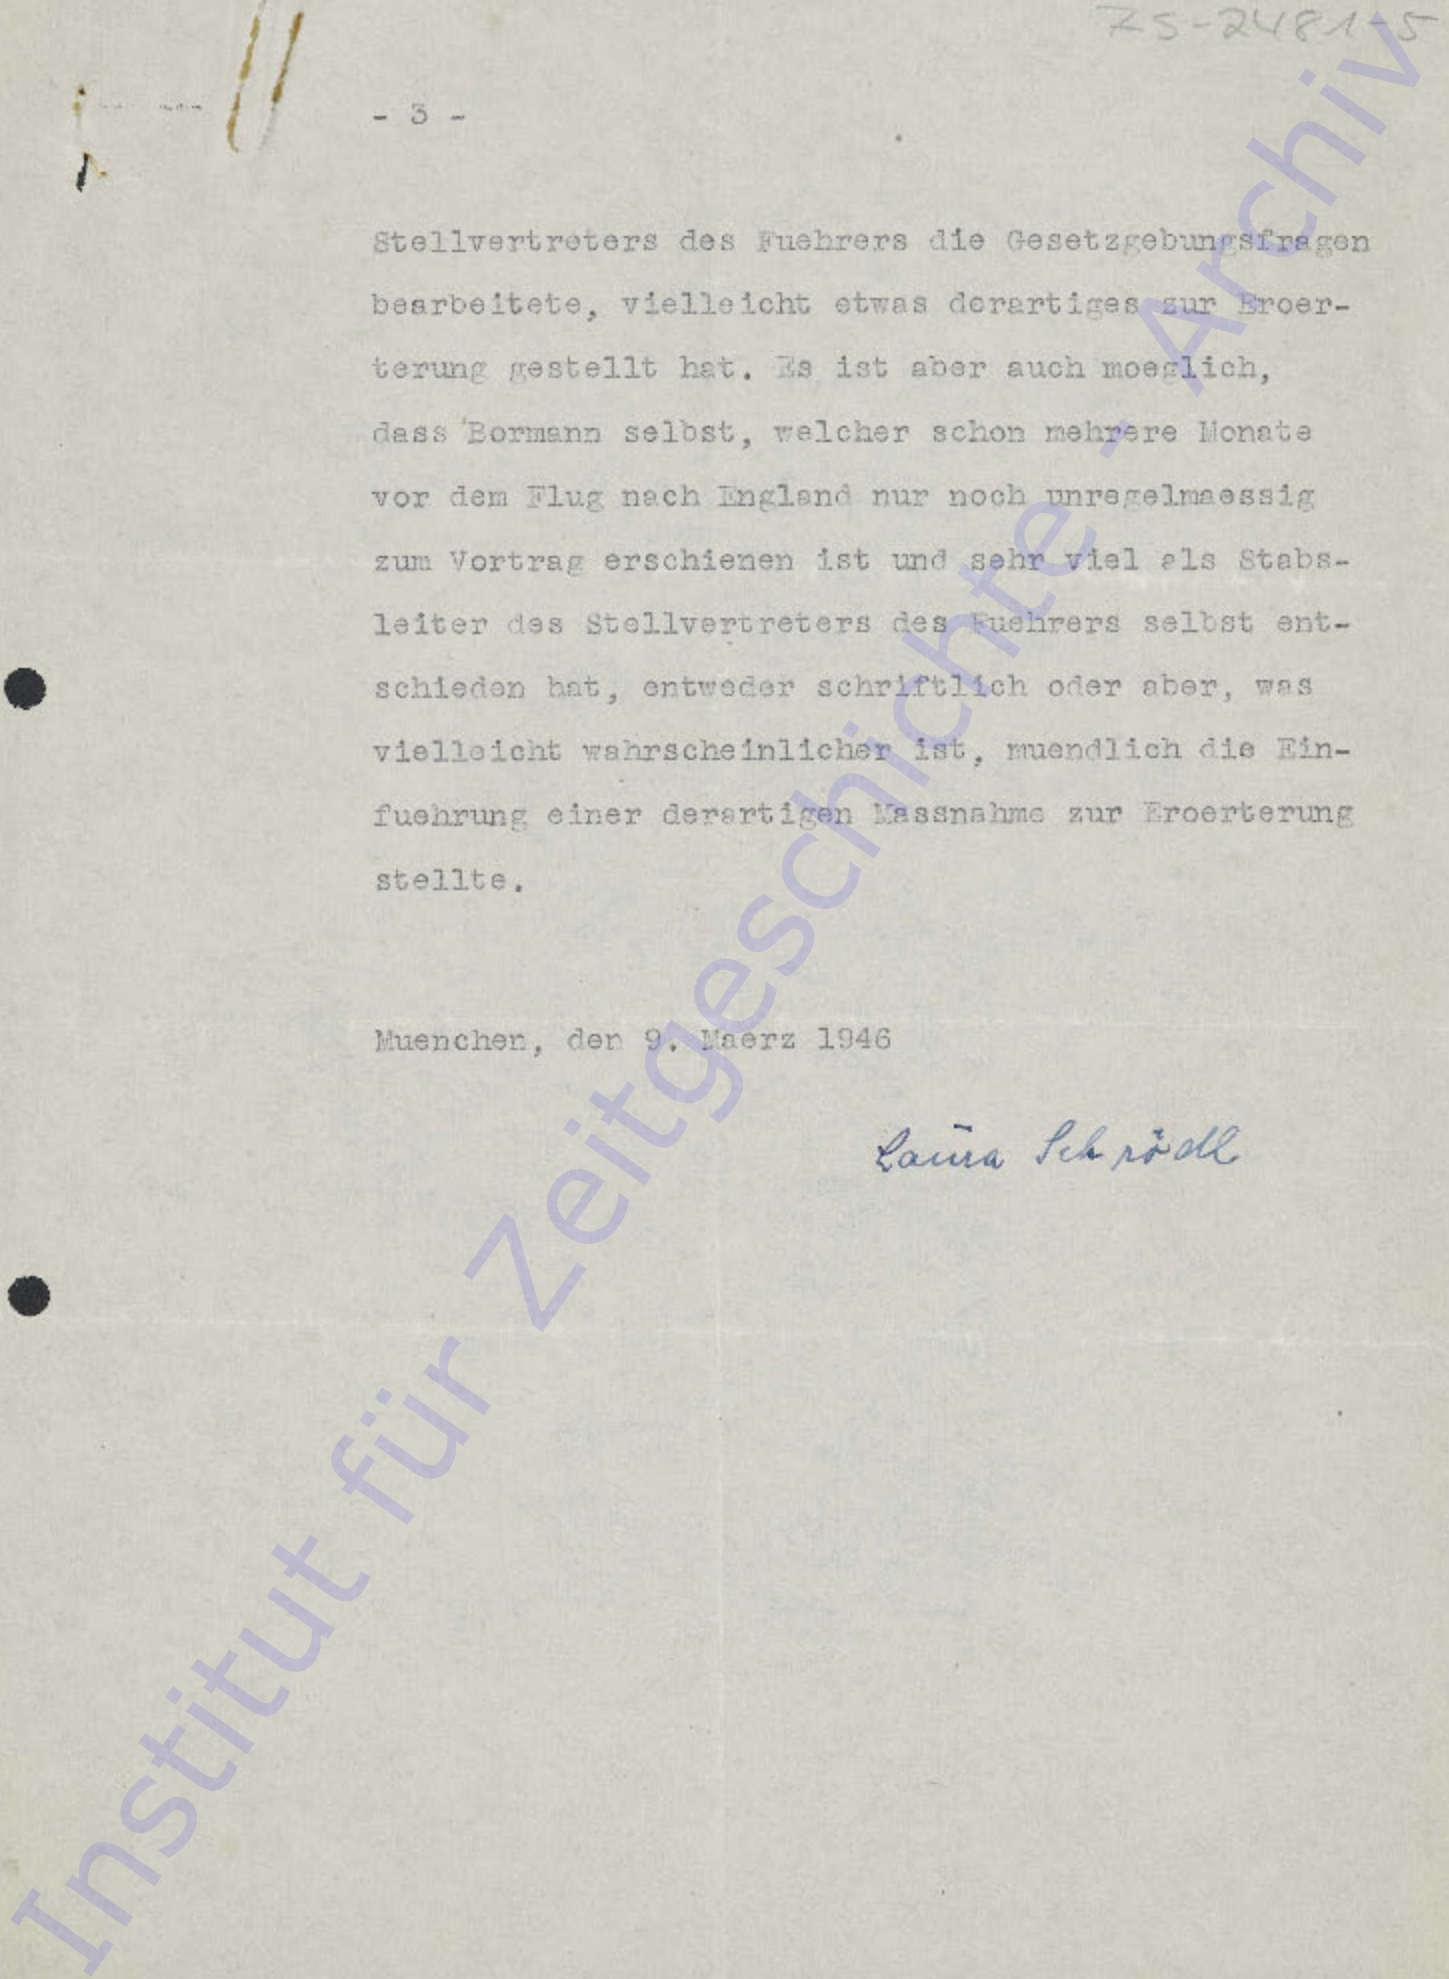 ZS-2481-5
- 3 -
Stellvertreters des Fuehrers die Gesetzgebungsfragen
bearbeitete, vielleicht etwas derartiges zur Eroer-
terung gestellt hat. Es ist aber auch moeglich,
dass Bormann selbst, welcher schon mehrere Monate
vor dem Flug nach England nur noch unregelmaessig
zum Vortrag erschienen ist und sehr viel als Stabs-
leiter des Stellvertreters des Fuehrers selbst ent-
schieden hat, entweder schriftlich oder aber, was
vielleicht wahrscheinlicher ist, muendlich die Ein-
fuehrung einer derartigen Massnahme zur Eroerterung
stellte.
Muenchen, den 9. Maerz 1946
Laura Schrödl
Institut für Zeitgeschichte - Archiv